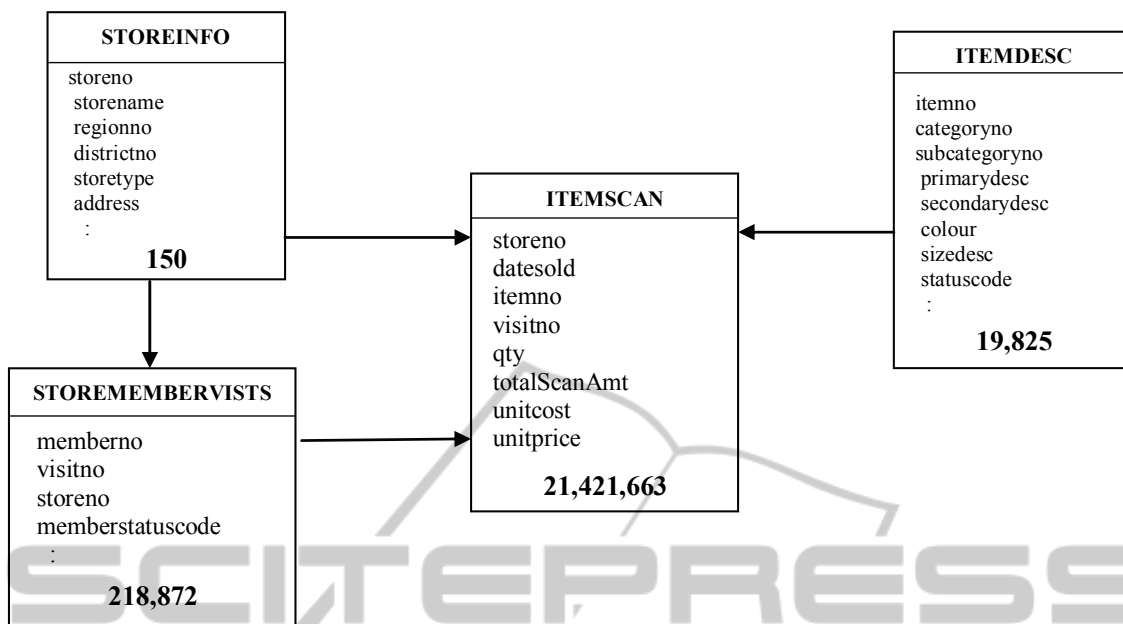 STOREINFO
storeno
storename
regionno
districtno
storetype
address
:
150
ITEMDESC
itemno
categoryno
subcategoryno
primarydesc
secondarydesc
colour
sizedesc
statuscode
:
19,825
ITEMSCAN
storeno
datesold
itemno
visitno
qty
totalScanAmt
unitcost
unitprice
21,421,663
STOREMEMBERVISTS
memberno
visitno
storeno
memberstatuscode
:
218,872
SCITEPRESS